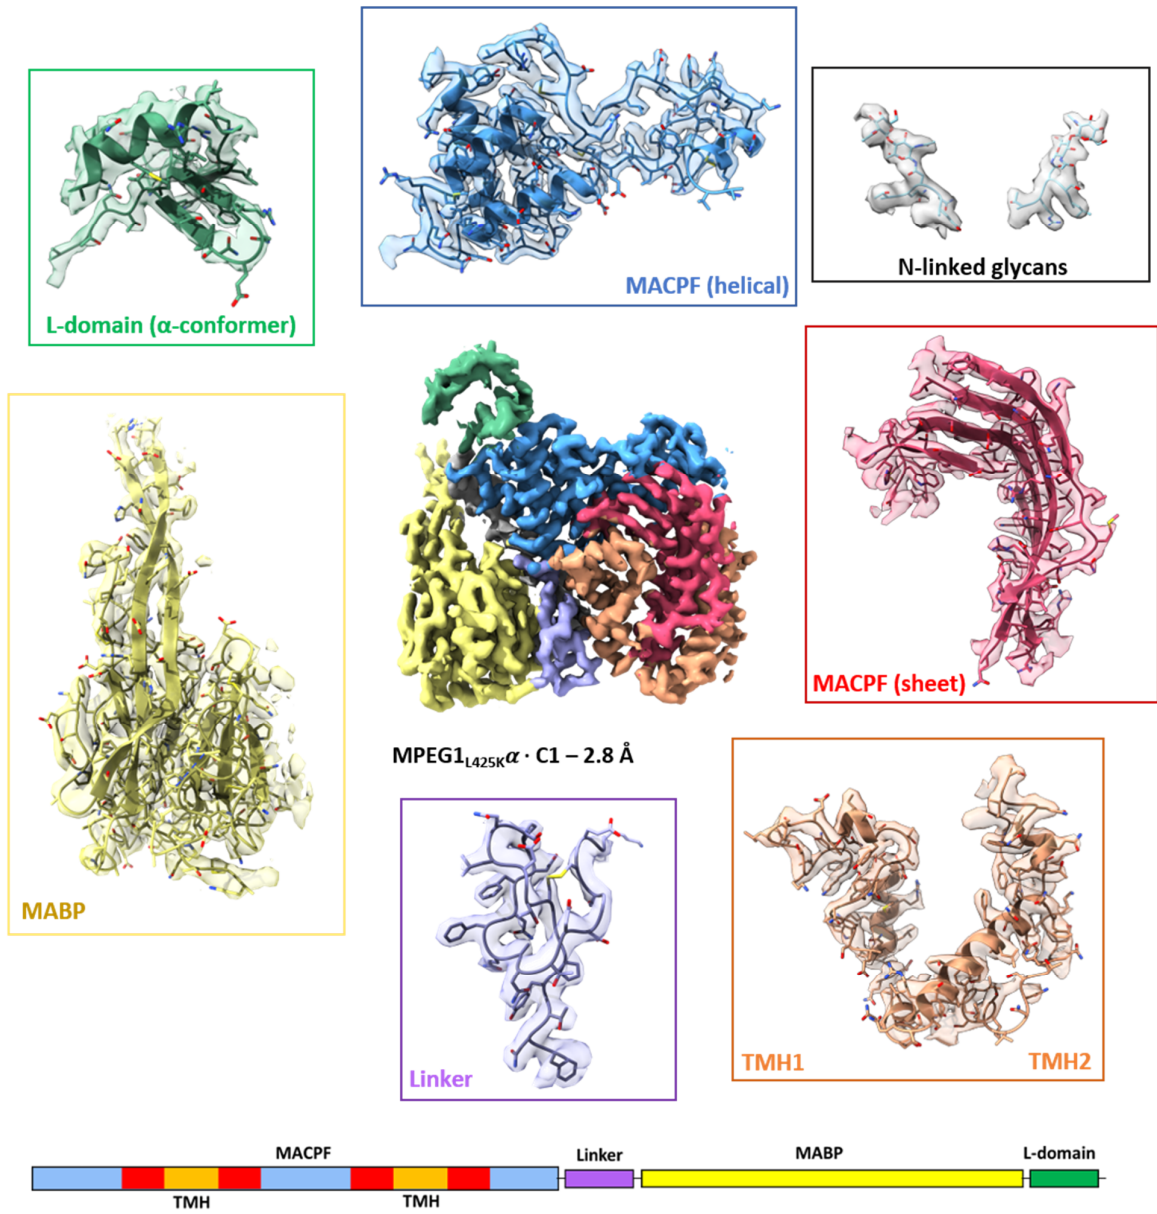 L-domain (α-conformer)
MACPF (helical)
N-linked glycans
MABP
MACPF (sheet)
MPEG1L425Kα · C1 – 2.8 Å
Linker
TMH1
TMH2
MACPF
Linker
MABP
L-domain
TMH
TMH